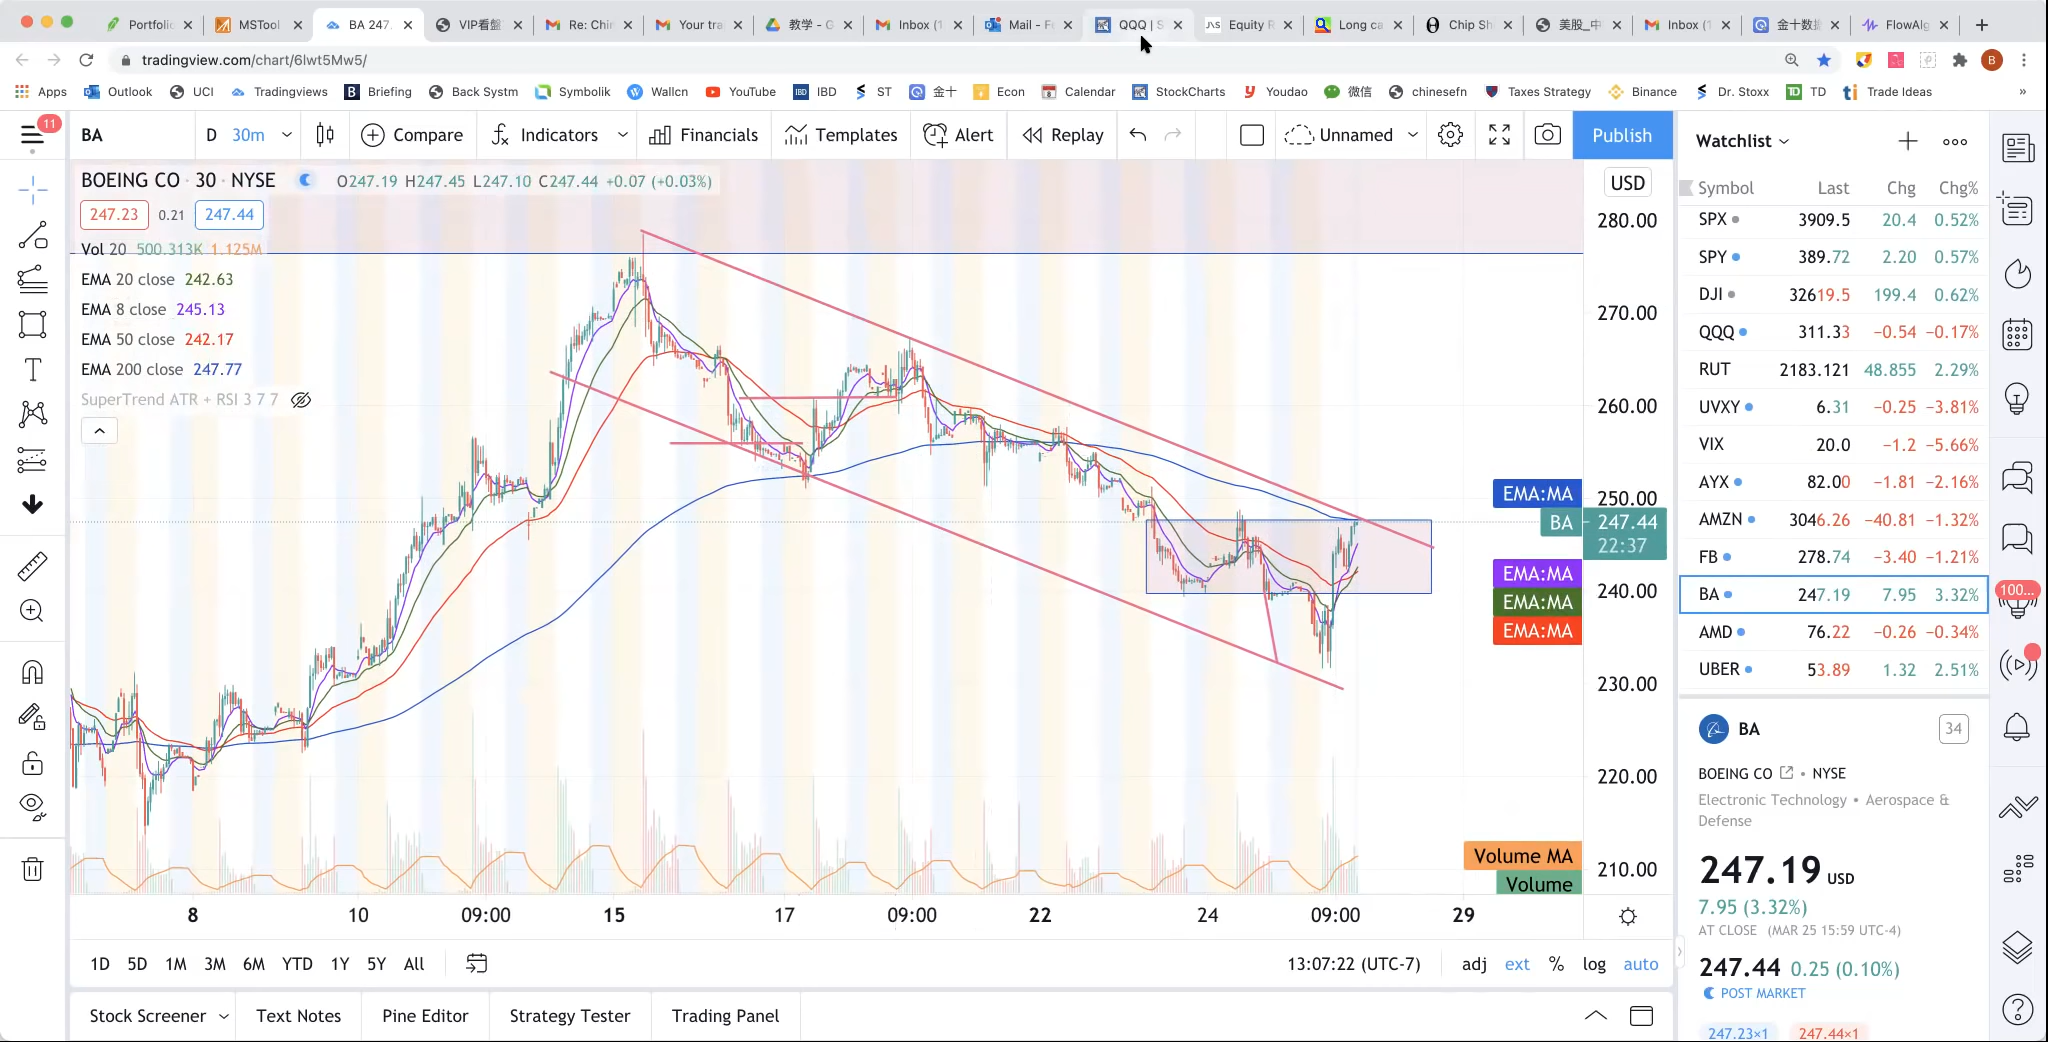 Portfolio
MSTool
BA 247.
VIP看盤
Re: Chin
Your tra
教学 - G
Inbox (1
Mail - F
QQQ | S
Equity R
Long ca
Chip Sh
美股_中
Inbox (1
金十数据
FlowAlg
tradingview.com/chart/6lwt5Mw5/
B
Apps
Outlook
UCI
Tradingviews
Briefing
Back Systm
Symbolik
Wallcn
YouTube
IBD
ST
金十
Econ
Calendar
StockCharts
Youdao
微信
chinesefn
Taxes Strategy
Binance
Dr. Stoxx
TD
Trade Ideas
»
11
BA
D
30m
Compare
Indicators
Financials
Templates
Alert
Replay
Unnamed
Publish
BOEING CO · 30 · NYSE
O247.19 H247.45 L247.10 C247.44 +0.07 (+0.03%)
247.23
0.21
247.44
Vol 20 500.313K 1.125M
EMA 20 close 242.63
EMA 8 close 245.13
EMA 50 close 242.17
EMA 200 close 247.77
SuperTrend ATR + RSI 3 7 7
USD
280.00
270.00
260.00
250.00
240.00
230.00
220.00
210.00
EMA:MA
BA
247.44
22:37
EMA:MA
EMA:MA
EMA:MA
Volume MA
Volume
8
10
09:00
15
17
09:00
22
24
09:00
29
1D
5D
1M
3M
6M
YTD
1Y
5Y
All
13:07:22 (UTC-7)
adj
ext
%
log
auto
Stock Screener
Text Notes
Pine Editor
Strategy Tester
Trading Panel
Watchlist
Symbol Last Chg Chg%
SPX 3909.5 20.4 0.52%
SPY 389.72 2.20 0.57%
DJI 32619.5 199.4 0.62%
QQQ 311.33 −0.54 −0.17%
RUT 2183.121 48.855 2.29%
UVXY 6.31 −0.25 −3.81%
VIX 20.0 −1.2 −5.66%
AYX 82.00 −1.81 −2.16%
AMZN 3046.26 −40.81 −1.32%
FB 278.74 −3.40 −1.21%
BA 247.19 7.95 3.32%
AMD 76.22 −0.26 −0.34%
UBER 53.89 1.32 2.51%
100...
BA
34
BOEING CO • NYSE
Electronic Technology • Aerospace &
Defense
247.19 USD
7.95 (3.32%)
AT CLOSE (MAR 25 15:59 UTC-4)
247.44 0.25 (0.10%)
POST MARKET
247.23×1
247.44×1